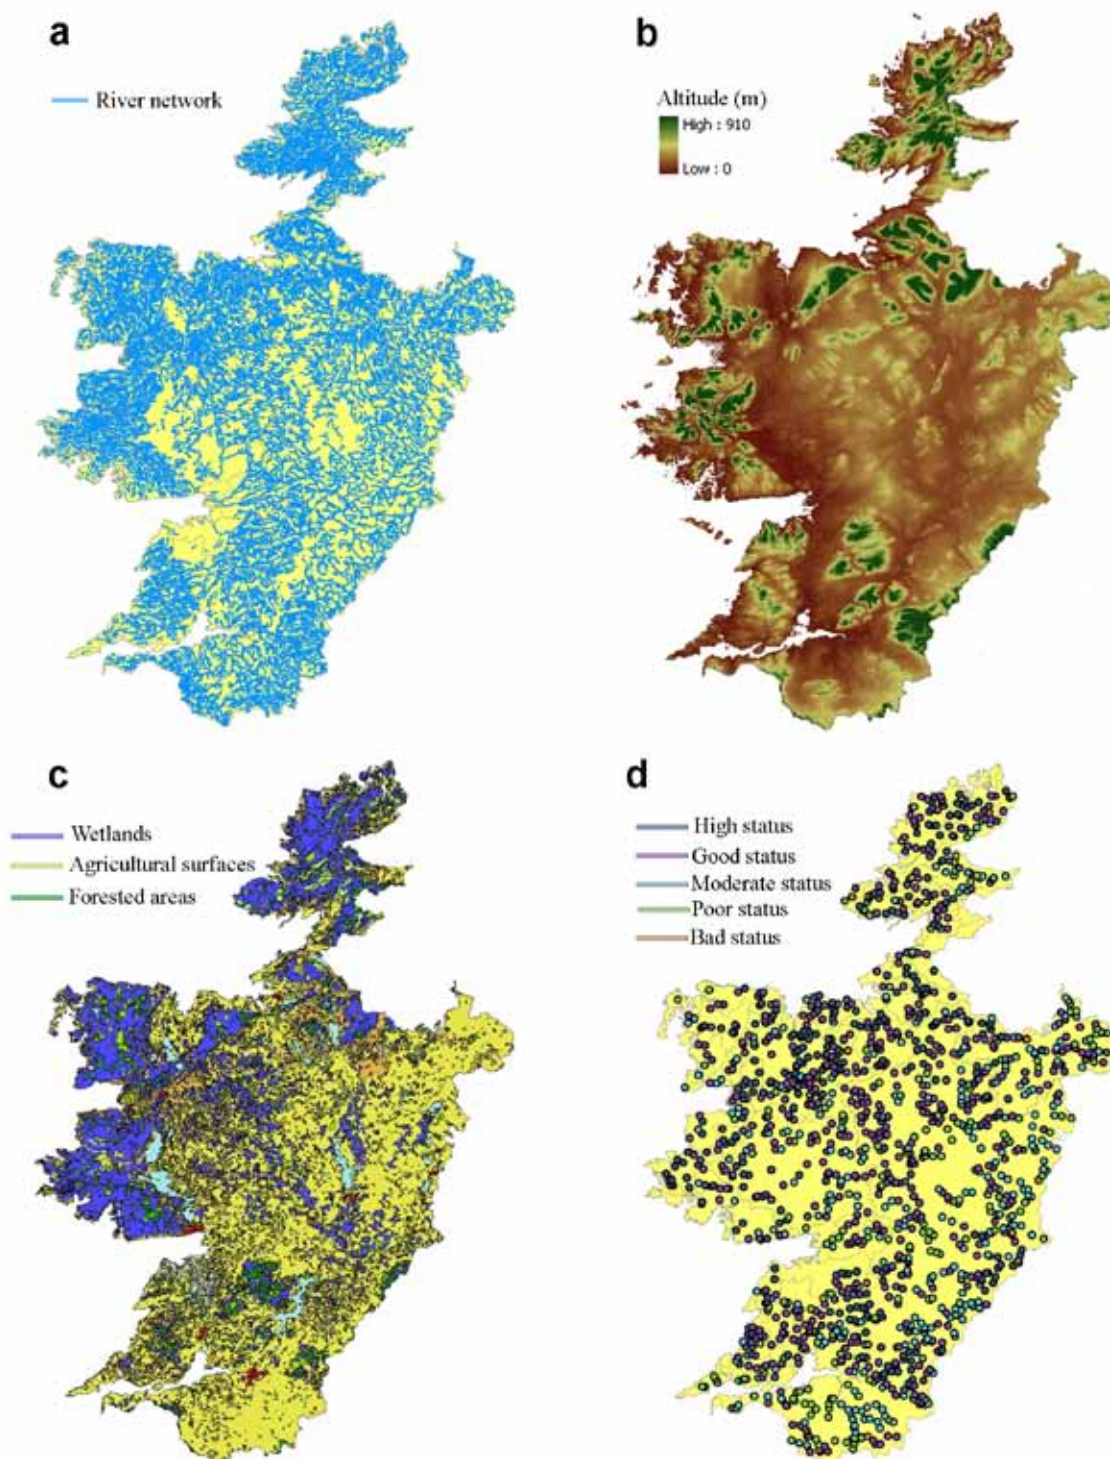 a
River network
b
Altitude (m)
High : 910
Low : 0
c
Wetlands
Agricultural surfaces
Forested areas
d
High status
Good status
Moderate status
Poor status
Bad status